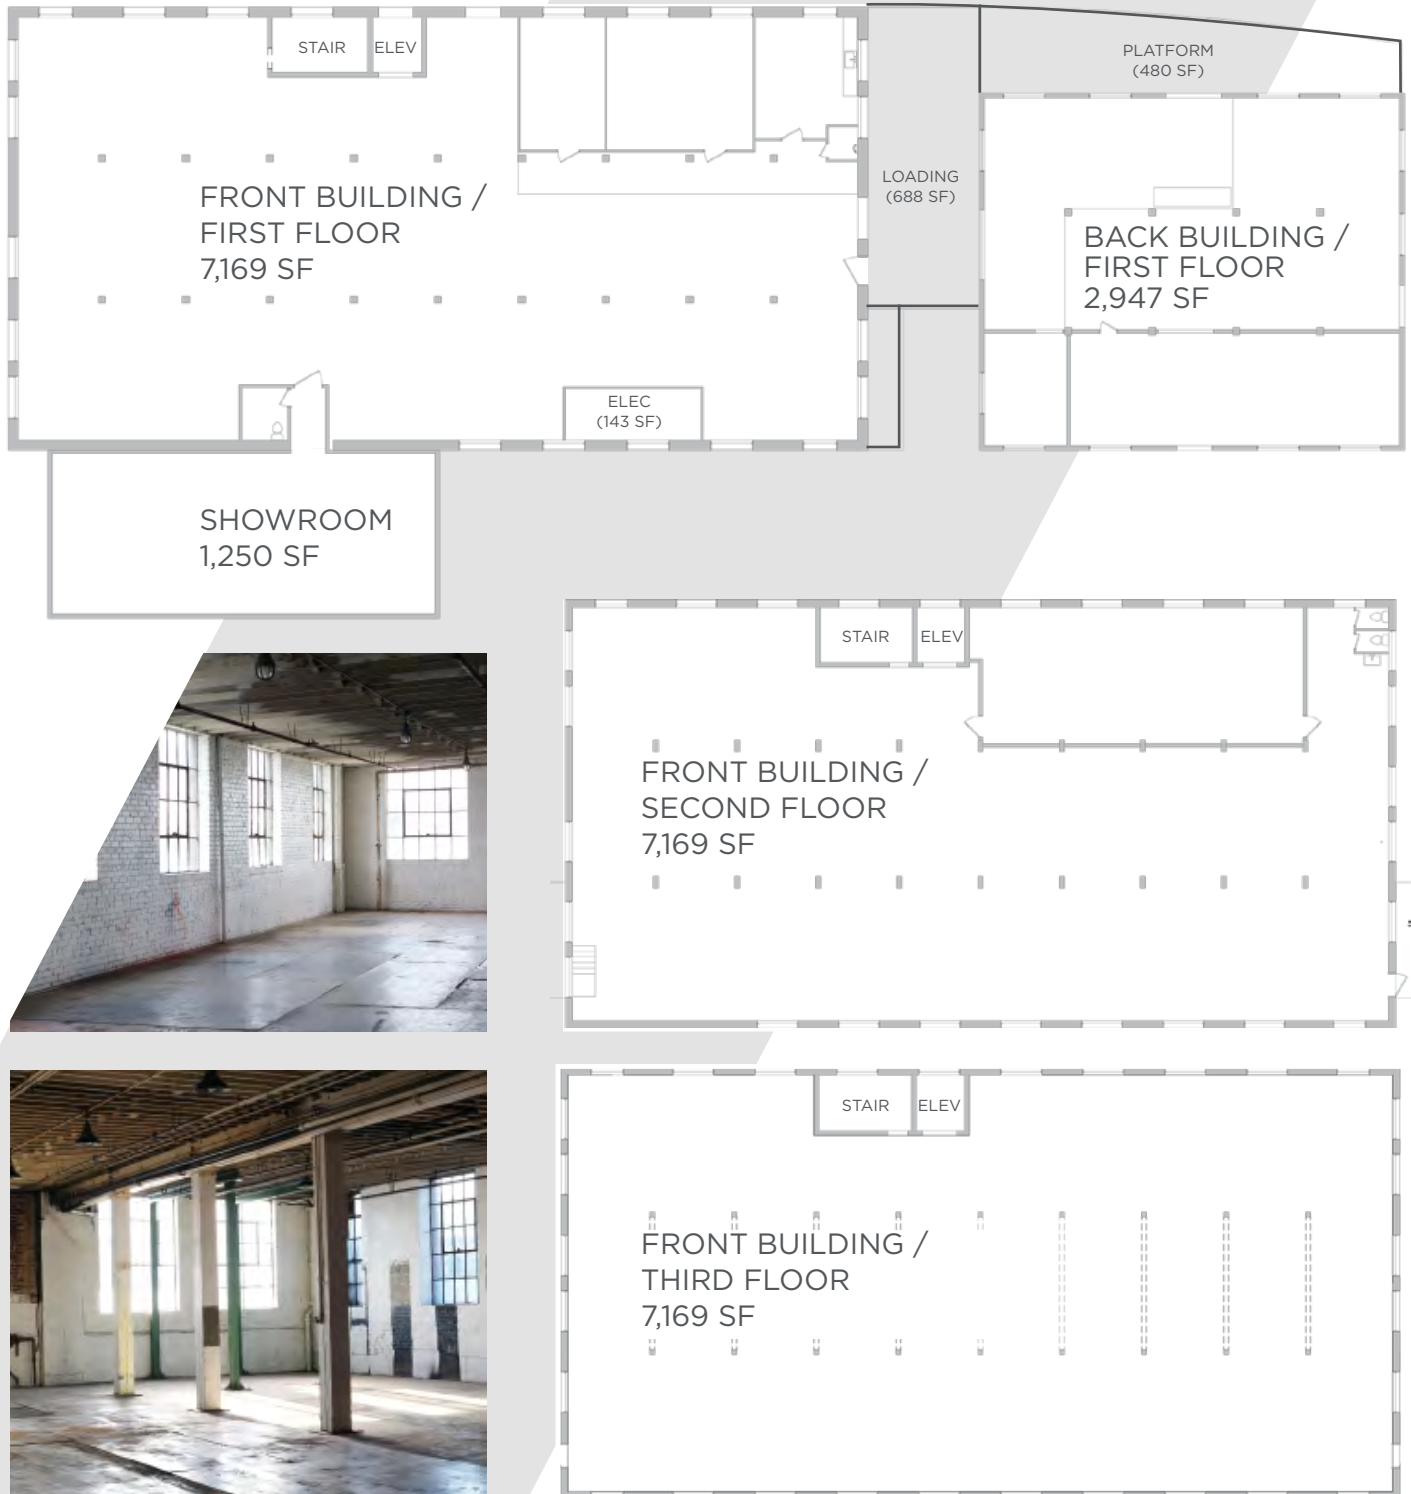 STAIR
ELEV
PLATFORM
(480 SF)
LOADING
(688 SF)
FRONT BUILDING /
FIRST FLOOR
7,169 SF
BACK BUILDING /
FIRST FLOOR
2,947 SF
ELEC
(143 SF)
SHOWROOM
1,250 SF
STAIR
ELEV
FRONT BUILDING /
SECOND FLOOR
7,169 SF
STAIR
ELEV
FRONT BUILDING /
THIRD FLOOR
7,169 SF